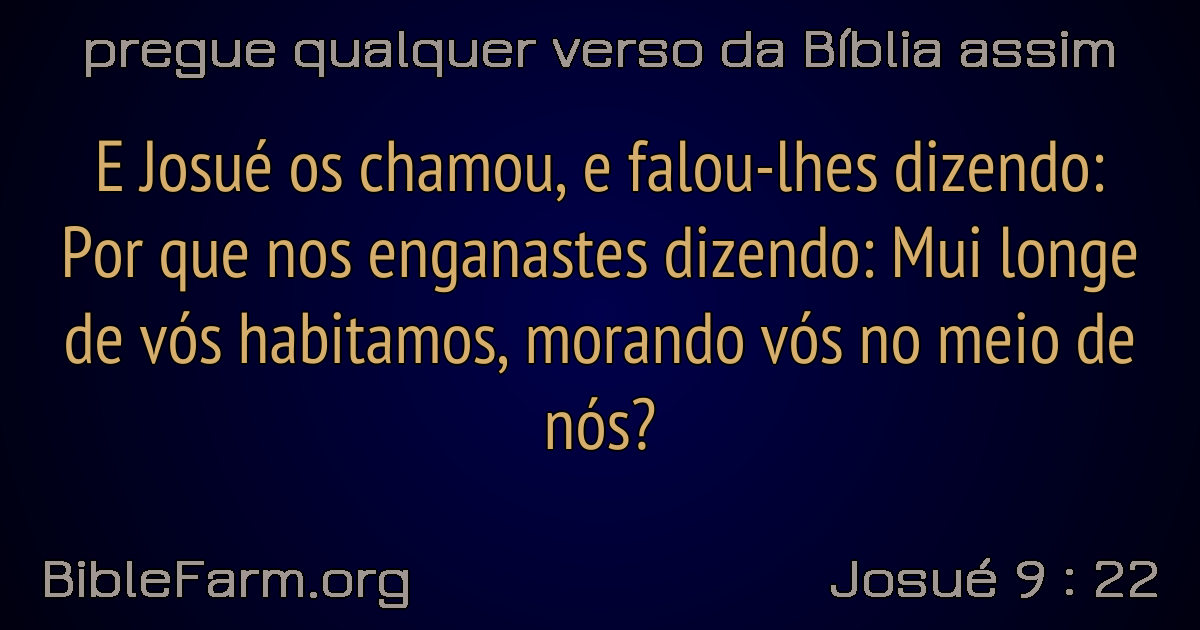 pregue qualquer verso da Bíblia assim
E Josué os chamou, e falou-lhes dizendo:
Por que nos enganastes dizendo: Mui longe
de vós habitamos, morando vós no meio de
nós?
BibleFarm.org
Josué 9 : 22